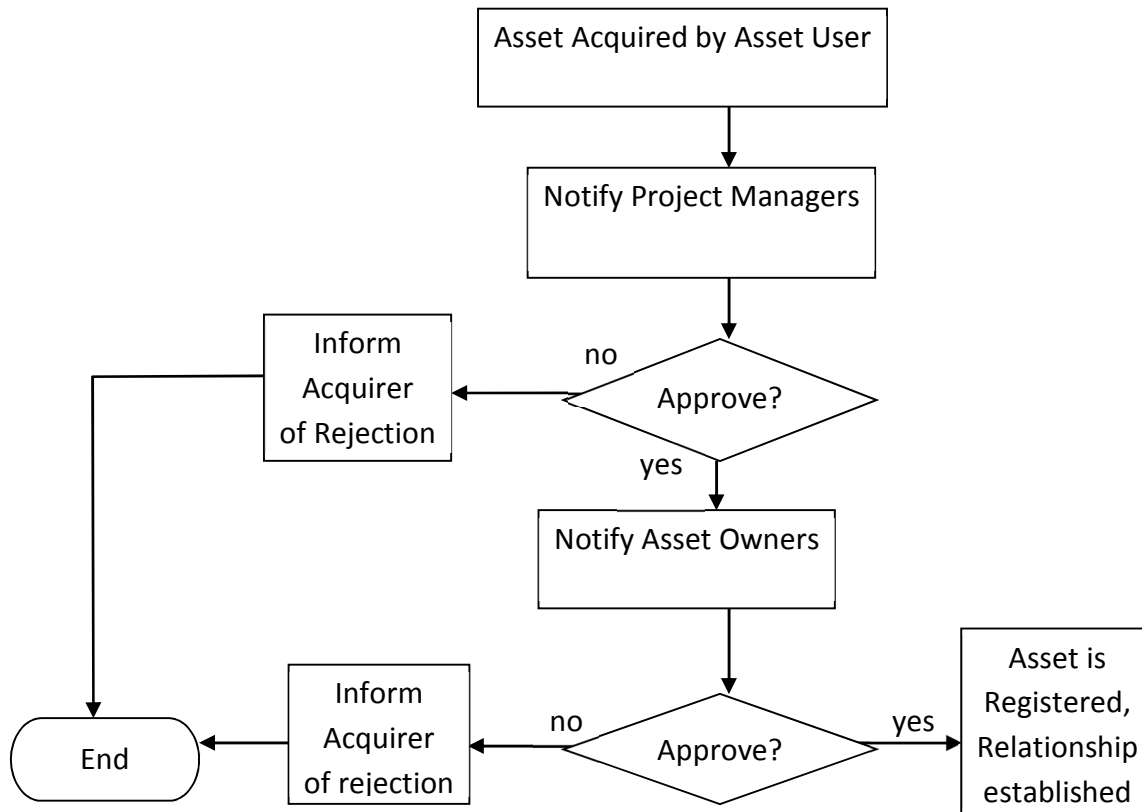 Asset Acquired by Asset User
Notify Project Managers
Inform
Acquirer
of Rejection
no
Approve?
yes
Notify Asset Owners
Inform
Acquirer
of rejection
no
Approve?
yes
Asset is
Registered,
Relationship
established
End